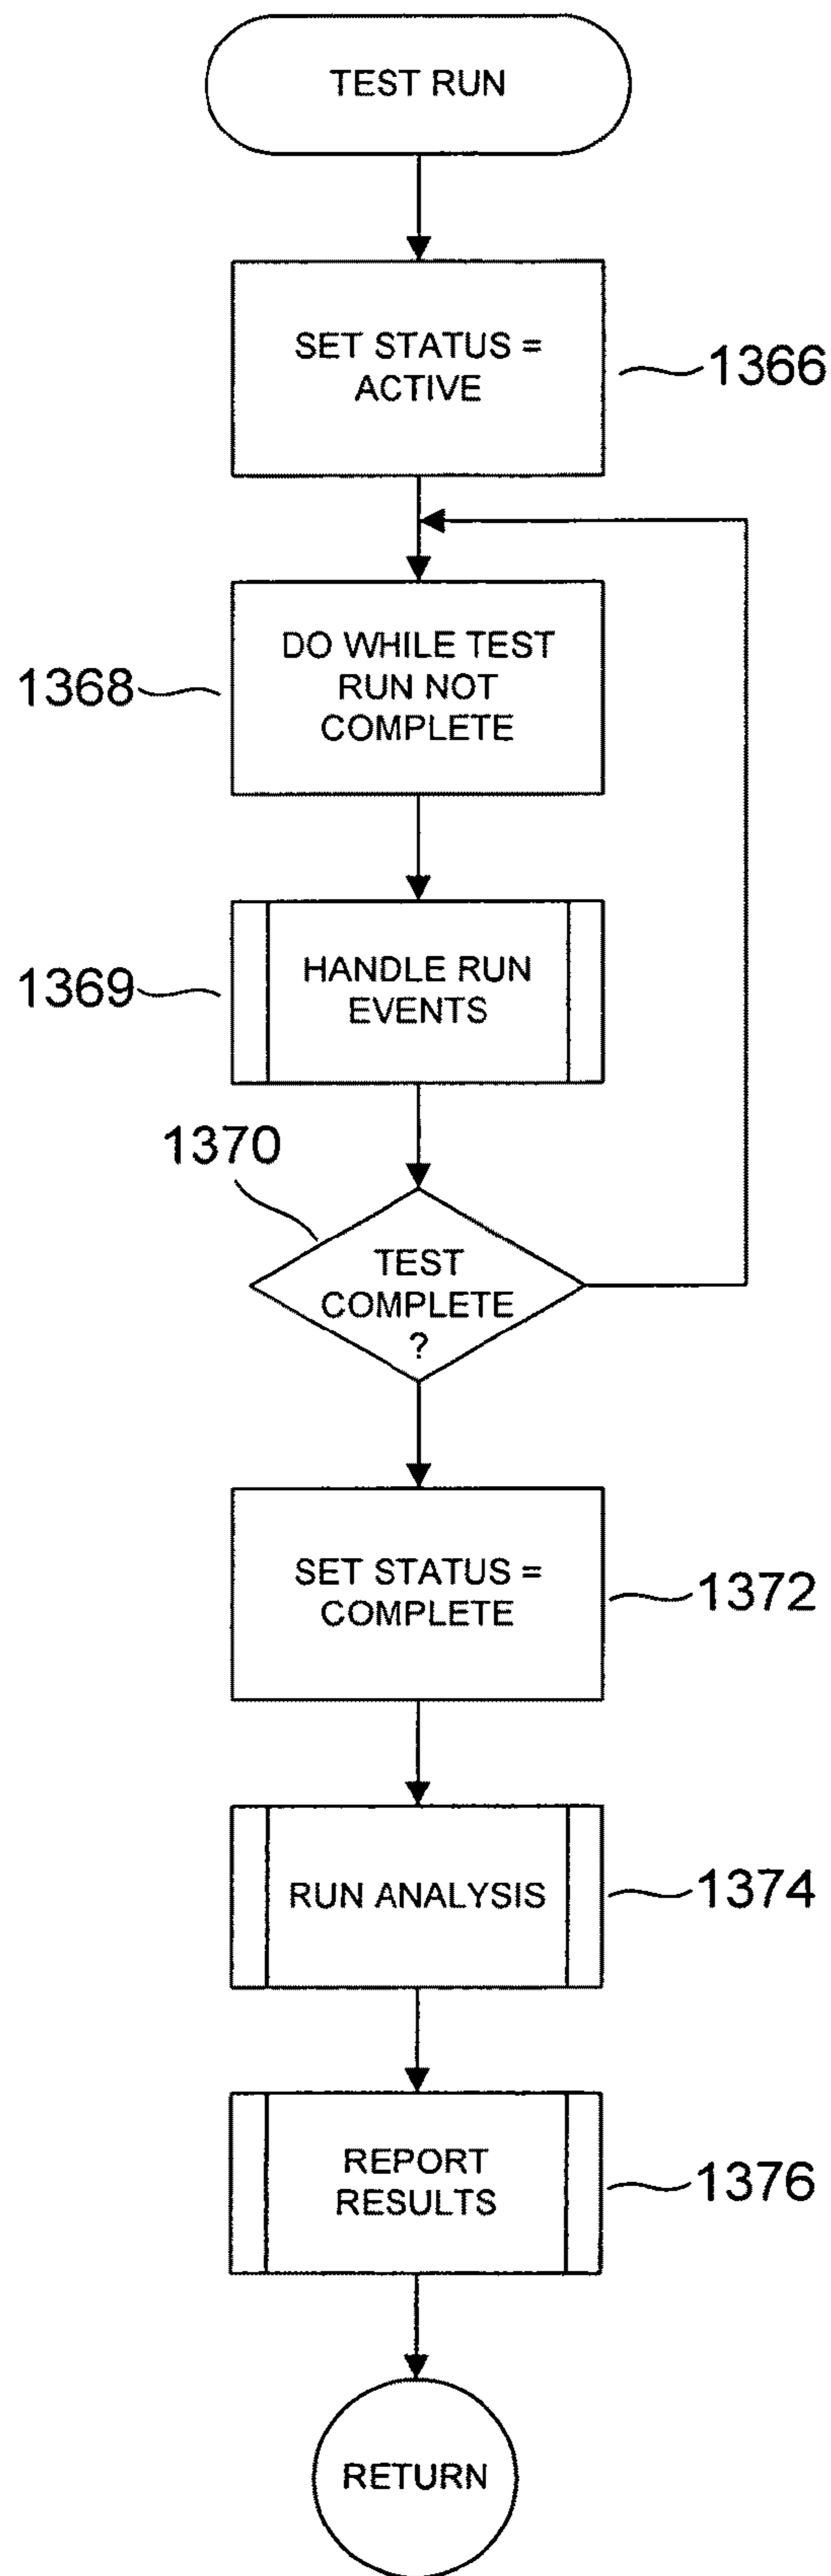 TEST RUN
SET STATUS =
ACTIVE
1366
DO WHILE TEST
RUN NOT
COMPLETE
1368
HANDLE RUN
EVENTS
1369
1370
TEST
COMPLETE
?
SET STATUS =
COMPLETE
1372
RUN ANALYSIS
1374
REPORT
RESULTS
1376
RETURN